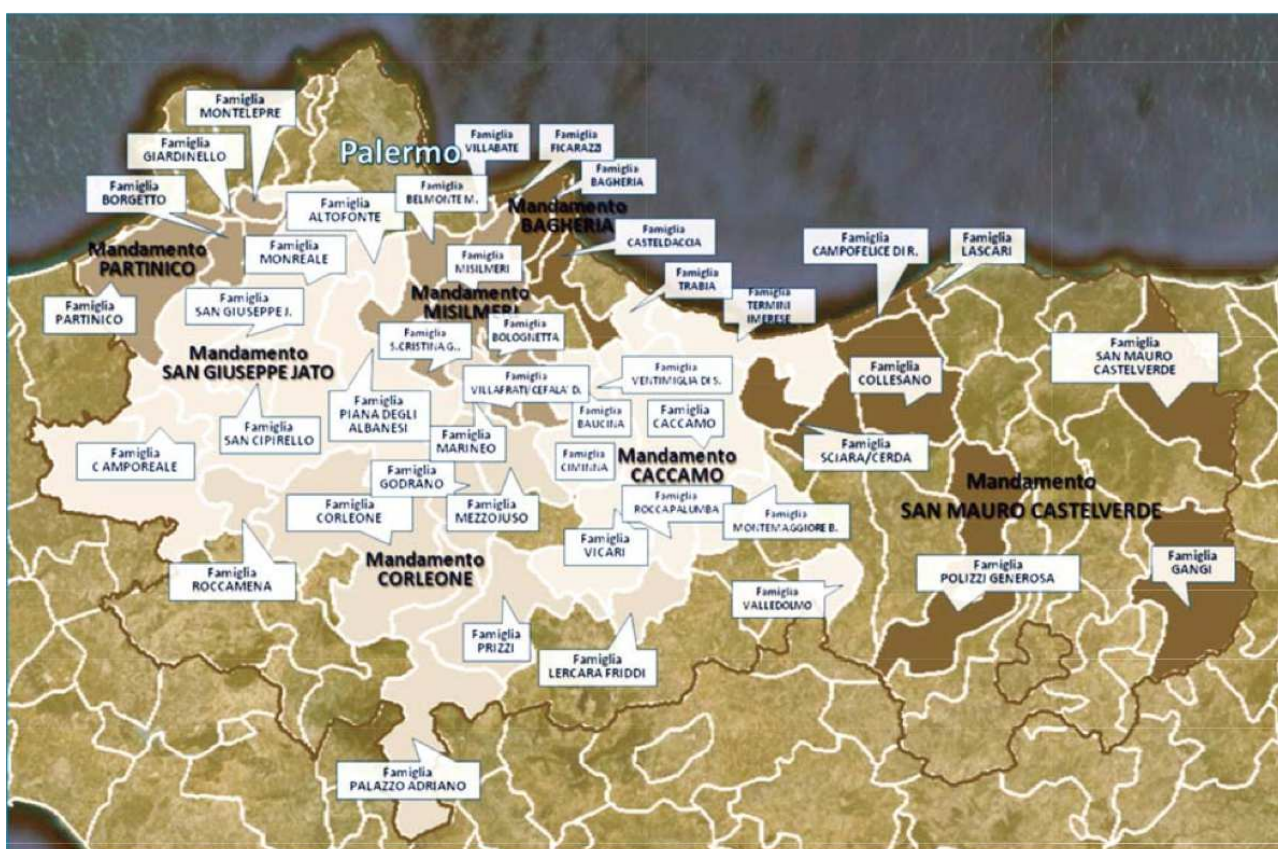 Famiglia
MONTELEPRE
Famiglia
GIARDINELLO
Famiglia
BORGETTO
Palermo
Famiglia
VILLABATE
Famiglia
FICARAZZI
Famiglia
BAGHERIA
Famiglia
ALTOFONTE
Famiglia
BELMONTE M.
Mandamento
BAGHERIA
Famiglia
CASTELDACCIA
Famiglia
CAMPOFELICE DI R.
Famiglia
LASCARI
Mandamento
PARTINICO
Famiglia
MONREALE
Famiglia
MISILMERI
Famiglia
TRABIA
Famiglia
PARTINICO
Famiglia
SAN GIUSEPPE J.
Mandamento
MISILMERI
Famiglia
TERMINI
IMERESE
Famiglia
S.CRISTINA G..
Famiglia
BOLOGNETTA
Mandamento
SAN GIUSEPPE JATO
Famiglia
SAN MAURO
CASTELVERDE
Famiglia
COLLESANO
Famiglia
PIANA DEGLI
ALBANESI
Famiglia
VILLAFRATI/CEFALA' D.
Famiglia
VENTIMIGLIA DI S.
Famiglia
SAN CIPIRELLO
Famiglia
MARINEO
Famiglia
BAUCINA
Famiglia
CACCAMO
Famiglia
SCIARA/CERDA
Famiglia
CAMPOREALE
Famiglia
GODRANO
Famiglia
CIMINNA
Mandamento
CACCAMO
Famiglia
CORLEONE
Famiglia
MEZZOJUSO
Famiglia
ROCCAPALUMBA
Famiglia
MONTEMAGGIORE B.
Mandamento
SAN MAURO CASTELVERDE
Famiglia
VICARI
Mandamento
CORLEONE
Famiglia
ROCCAMENA
Famiglia
VALLEDOLMO
Famiglia
POLIZZI GENEROSA
Famiglia
GANGI
Famiglia
PRIZZI
Famiglia
LERCARA FRIDDI
Famiglia
PALAZZO ADRIANO